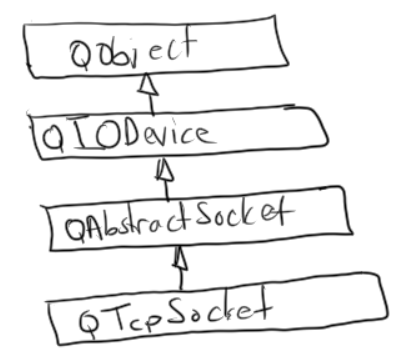 QObject
QIODevice
QAbstractSocket
QTcpSocket